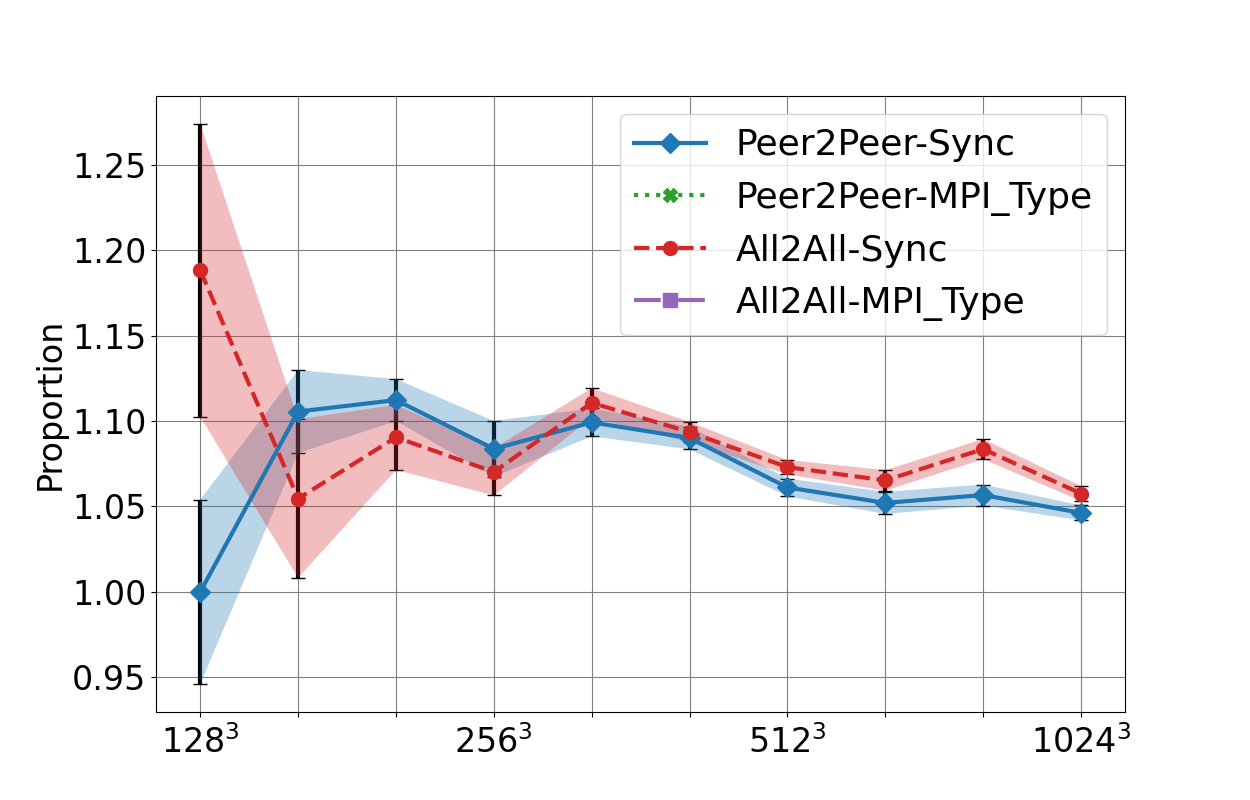 Peer2Peer-Sync
Peer2Peer-MPI_Type
All2All-Sync
All2All-MPI_Type
Proportion
1.25
1.20
1.15
1.10
1.05
1.00
0.95
128³ 256³ 512³ 1024³